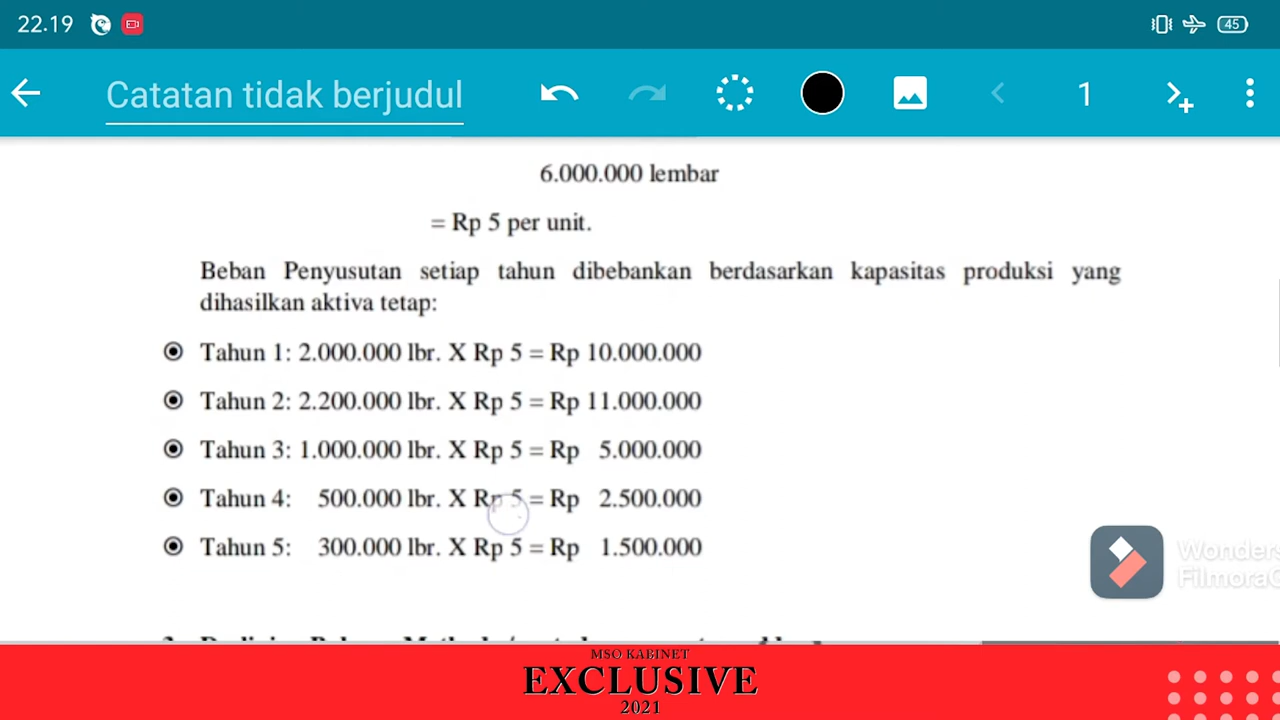 22.19
45
Catatan tidak berjudul
1
6.000.000 lembar
= Rp 5 per unit.
Beban Penyusutan setiap tahun dibebankan berdasarkan kapasitas produksi yang
dihasilkan aktiva tetap:
Tahun 1: 2.000.000 lbr. X Rp 5 = Rp 10.000.000
Tahun 2: 2.200.000 lbr. X Rp 5 = Rp 11.000.000
Tahun 3: 1.000.000 lbr. X Rp 5 = Rp 5.000.000
Tahun 4: 500.000 lbr. X Rp 5 = Rp 2.500.000
Tahun 5: 300.000 lbr. X Rp 5 = Rp 1.500.000
Wonders
FilmoraG
MSO KABINET
EXCLUSIVE
2021